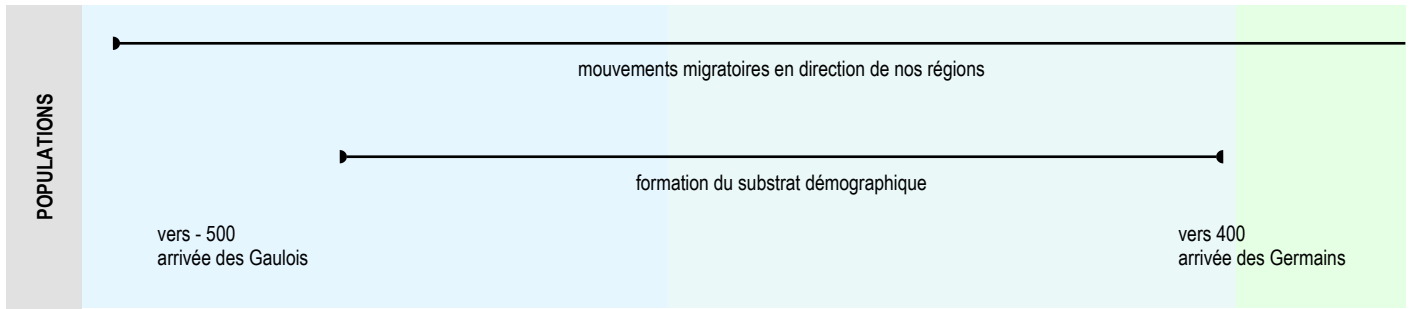 POPULATIONS
mouvements migratoires en direction de nos régions
formation du substrat démographique
vers - 500
arrivée des Gaulois
vers 400
arrivée des Germains